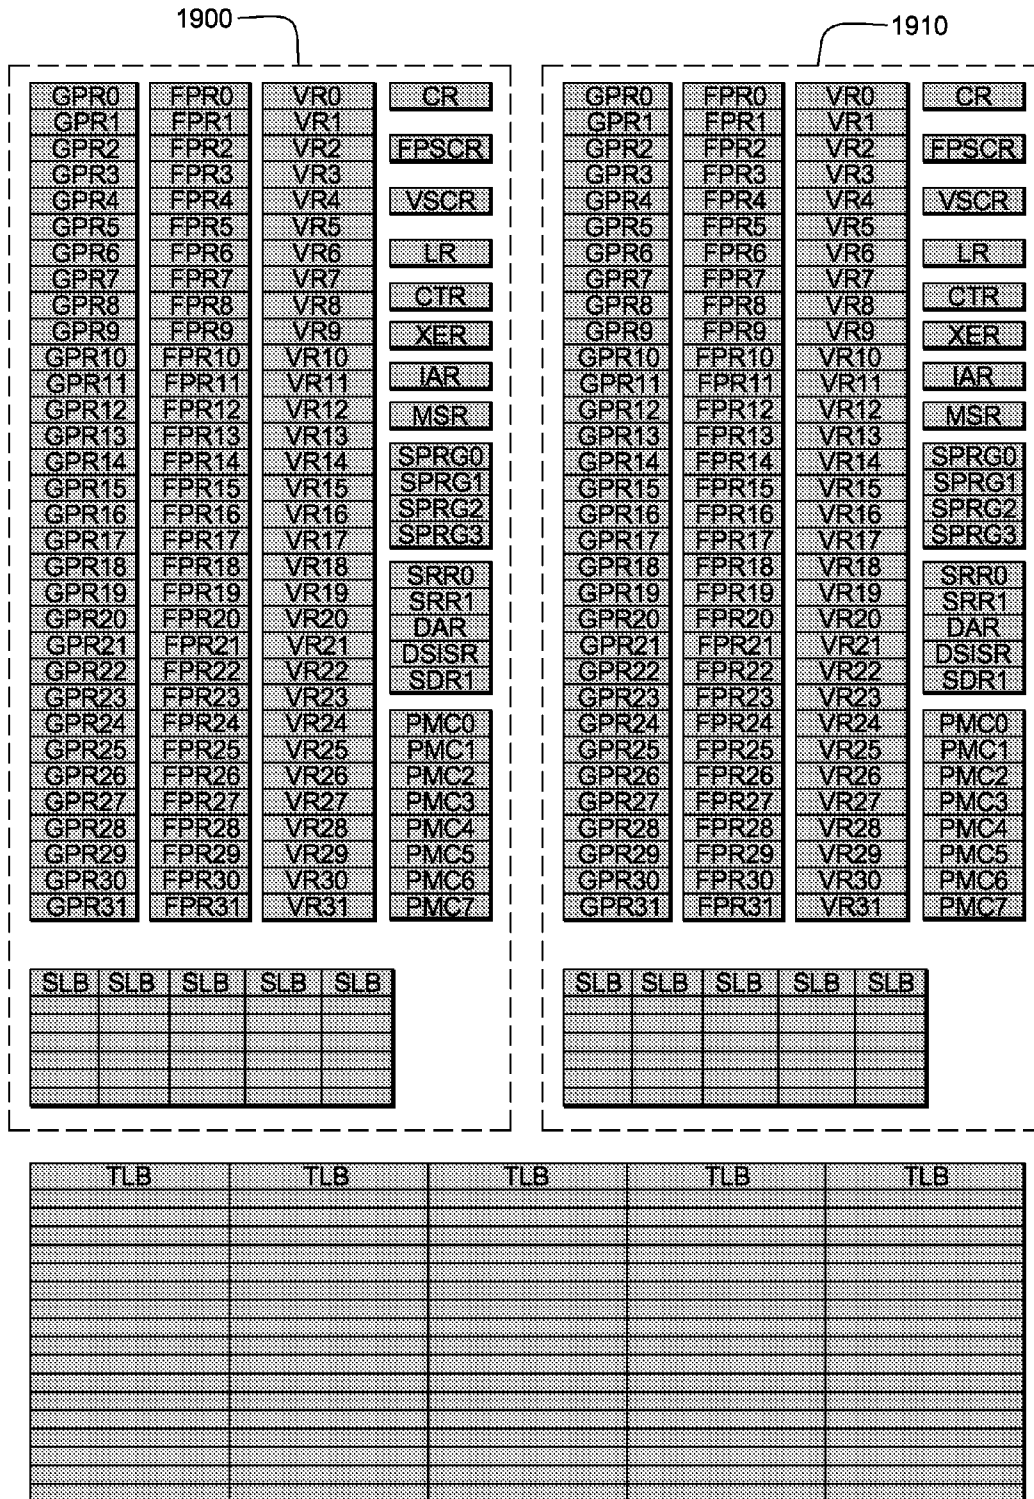 1900
1910
GPR0 FPR0 VR0 CR GPR0 FPR0 VR0 CR
GPR1 FPR1 VR1 GPR1 FPR1 VR1
GPR2 FPR2 VR2 FPSCR GPR2 FPR2 VR2 FPSCR
GPR3 FPR3 VR3 GPR3 FPR3 VR3
GPR4 FPR4 VR4 VSCR GPR4 FPR4 VR4 VSCR
GPR5 FPR5 VR5 GPR5 FPR5 VR5
GPR6 FPR6 VR6 LR GPR6 FPR6 VR6 LR
GPR7 FPR7 VR7 GPR7 FPR7 VR7
GPR8 FPR8 VR8 CTR GPR8 FPR8 VR8 CTR
GPR9 FPR9 VR9 XER GPR9 FPR9 VR9 XER
GPR10 FPR10 VR10 GPR10 FPR10 VR10
GPR11 FPR11 VR11 IAR GPR11 FPR11 VR11 IAR
GPR12 FPR12 VR12 MSR GPR12 FPR12 VR12 MSR
GPR13 FPR13 VR13 GPR13 FPR13 VR13
GPR14 FPR14 VR14 SPRG0 GPR14 FPR14 VR14 SPRG0
GPR15 FPR15 VR15 SPRG1 GPR15 FPR15 VR15 SPRG1
GPR16 FPR16 VR16 SPRG2 GPR16 FPR16 VR16 SPRG2
GPR17 FPR17 VR17 SPRG3 GPR17 FPR17 VR17 SPRG3
GPR18 FPR18 VR18 SRR0 GPR18 FPR18 VR18 SRR0
GPR19 FPR19 VR19 SRR1 GPR19 FPR19 VR19 SRR1
GPR20 FPR20 VR20 DAR GPR20 FPR20 VR20 DAR
GPR21 FPR21 VR21 DSISR GPR21 FPR21 VR21 DSISR
GPR22 FPR22 VR22 SDR1 GPR22 FPR22 VR22 SDR1
GPR23 FPR23 VR23 GPR23 FPR23 VR23
GPR24 FPR24 VR24 PMC0 GPR24 FPR24 VR24 PMC0
GPR25 FPR25 VR25 PMC1 GPR25 FPR25 VR25 PMC1
GPR26 FPR26 VR26 PMC2 GPR26 FPR26 VR26 PMC2
GPR27 FPR27 VR27 PMC3 GPR27 FPR27 VR27 PMC3
GPR28 FPR28 VR28 PMC4 GPR28 FPR28 VR28 PMC4
GPR29 FPR29 VR29 PMC5 GPR29 FPR29 VR29 PMC5
GPR30 FPR30 VR30 PMC6 GPR30 FPR30 VR30 PMC6
GPR31 FPR31 VR31 PMC7 GPR31 FPR31 VR31 PMC7
SLB SLB SLB SLB SLB SLB SLB SLB SLB SLB
TLB TLB TLB TLB TLB